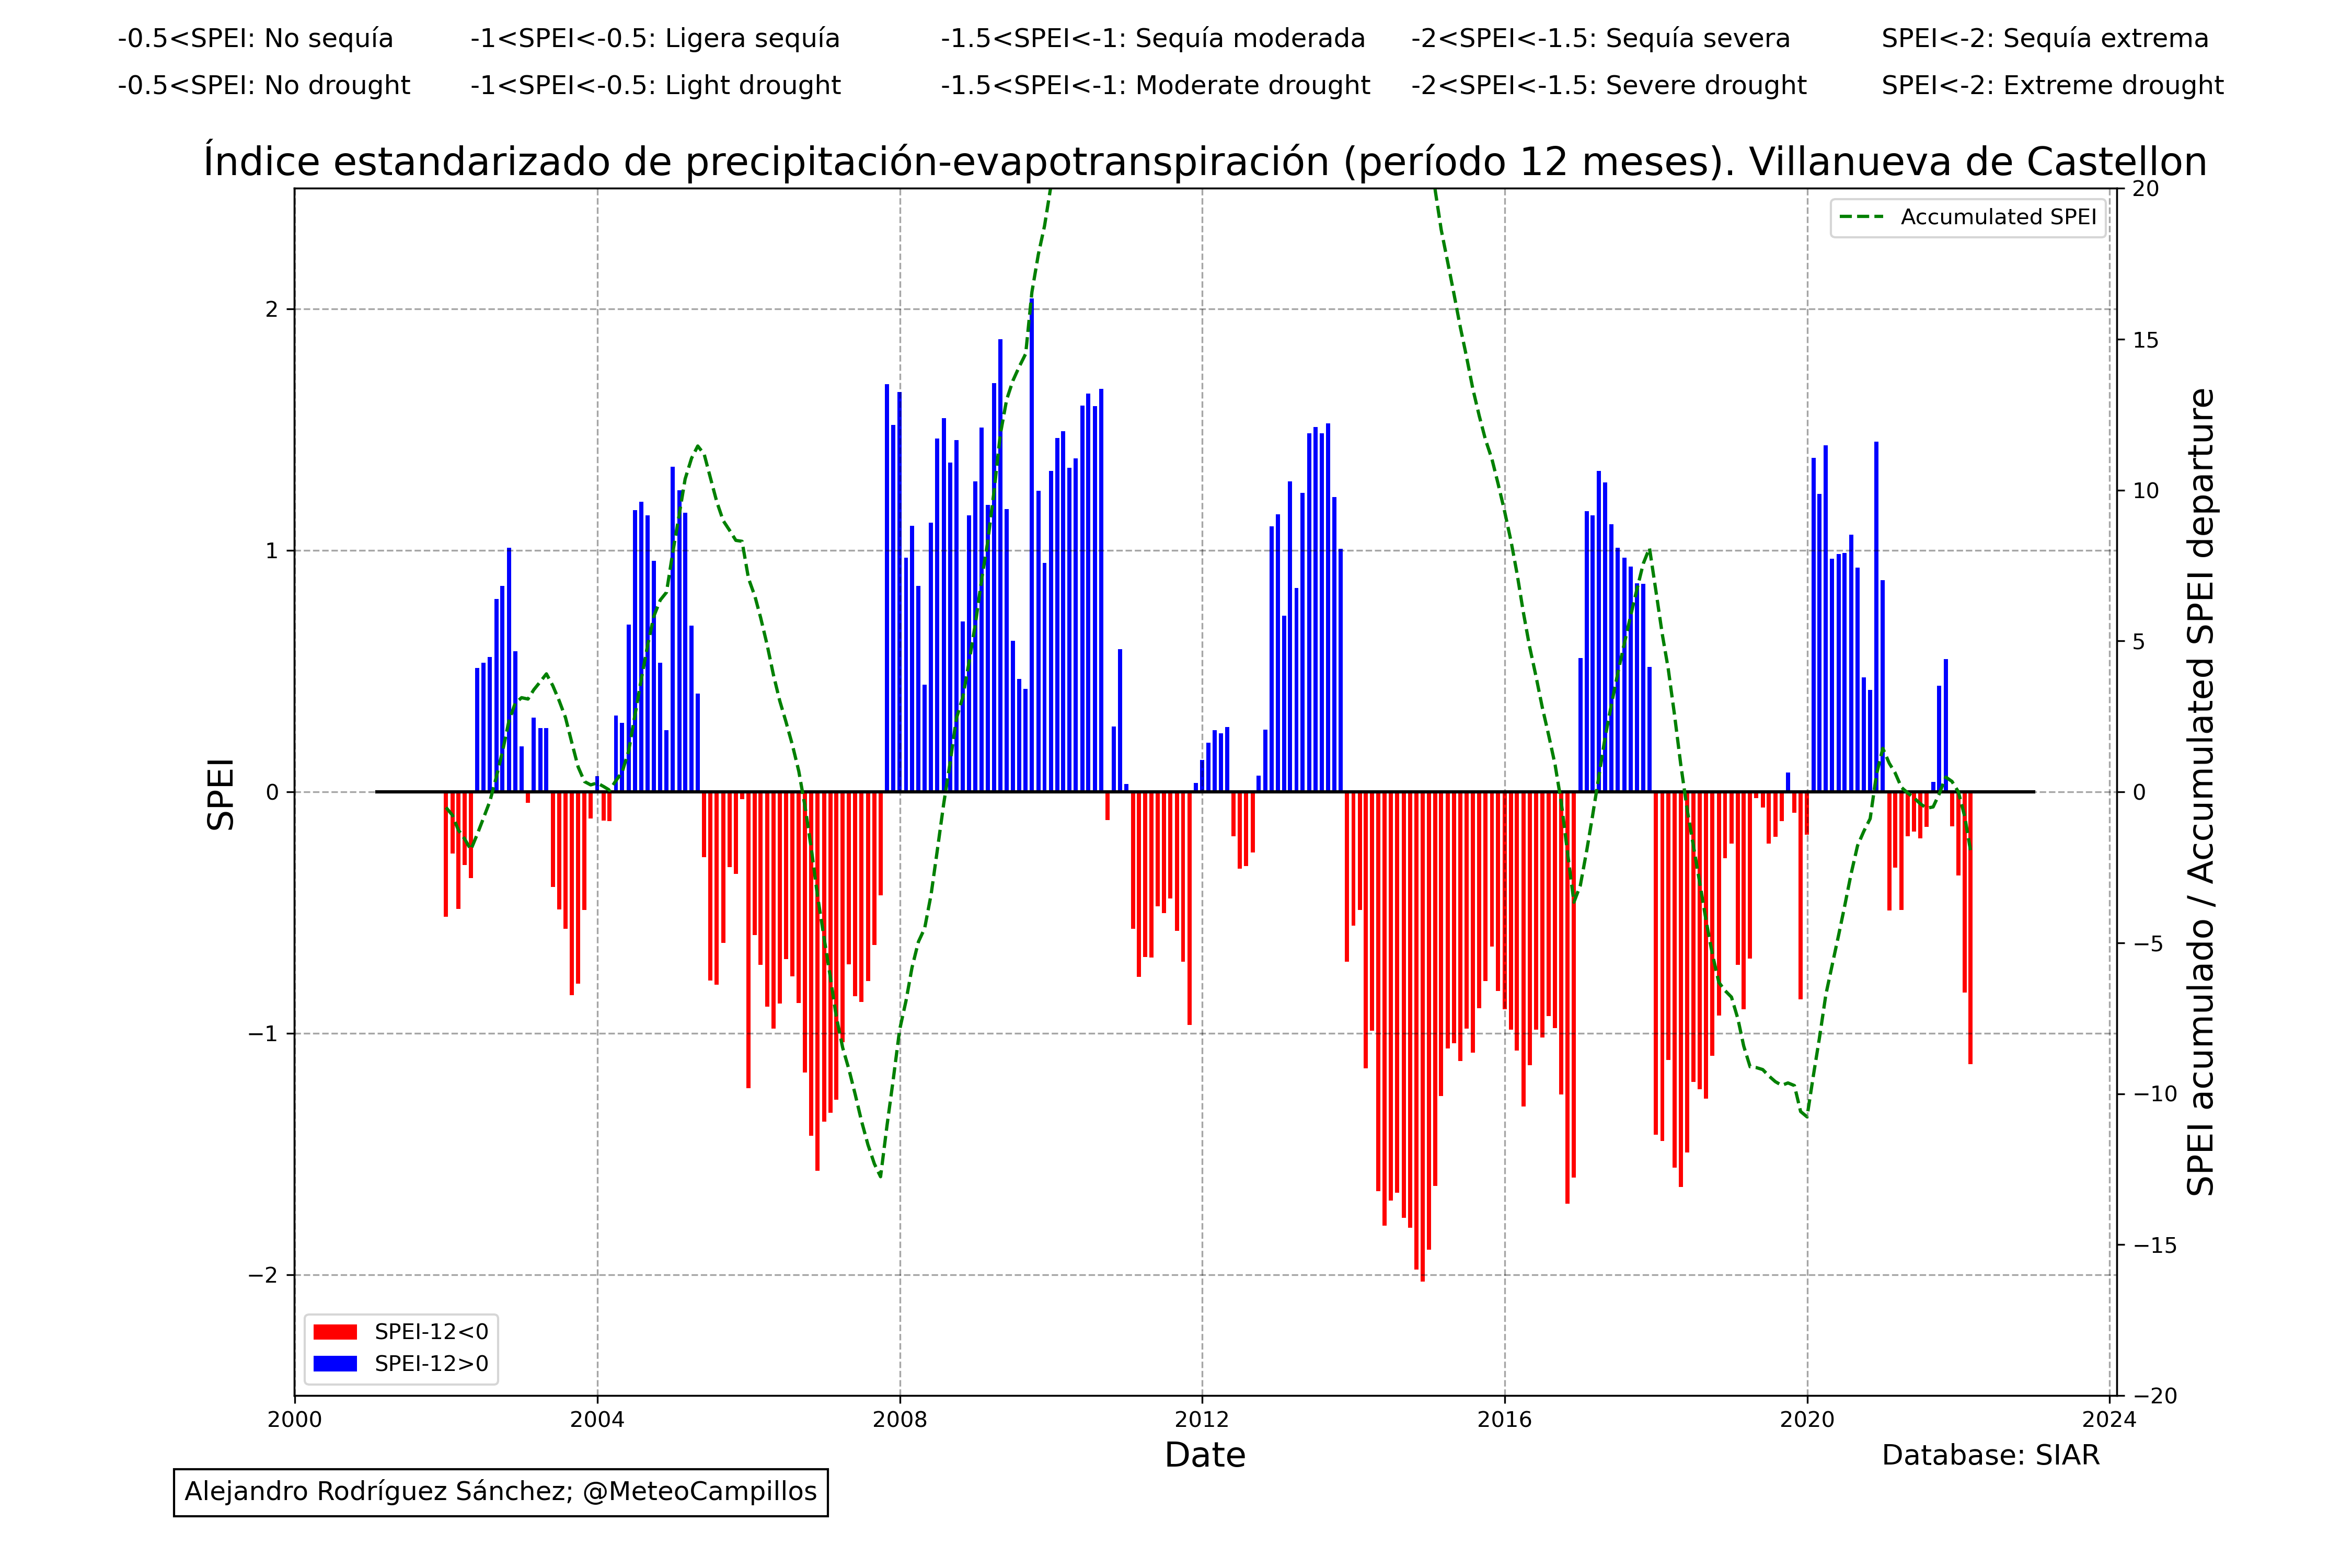 -0.5<SPEI: No sequía -1<SPEI<-0.5: Ligera sequía -1.5<SPEI<-1: Sequía moderada -2<SPEI<-1.5: Sequía severa SPEI<-2: Sequía extrema
-0.5<SPEI: No drought -1<SPEI<-0.5: Light drought -1.5<SPEI<-1: Moderate drought -2<SPEI<-1.5: Severe drought SPEI<-2: Extreme drought
Índice estandarizado de precipitación-evapotranspiración (período 12 meses). Villanueva de Castellon
Accumulated SPEI
SPEI
2
1
0
−1
−2
20
15
10
5
0
−5
−10
−15
−20
SPEI acumulado / Accumulated SPEI departure
SPEI-12<0
SPEI-12>0
2000 2004 2008 2012 2016 2020 2024
Date
Database: SIAR
Alejandro Rodríguez Sánchez; @MeteoCampillos